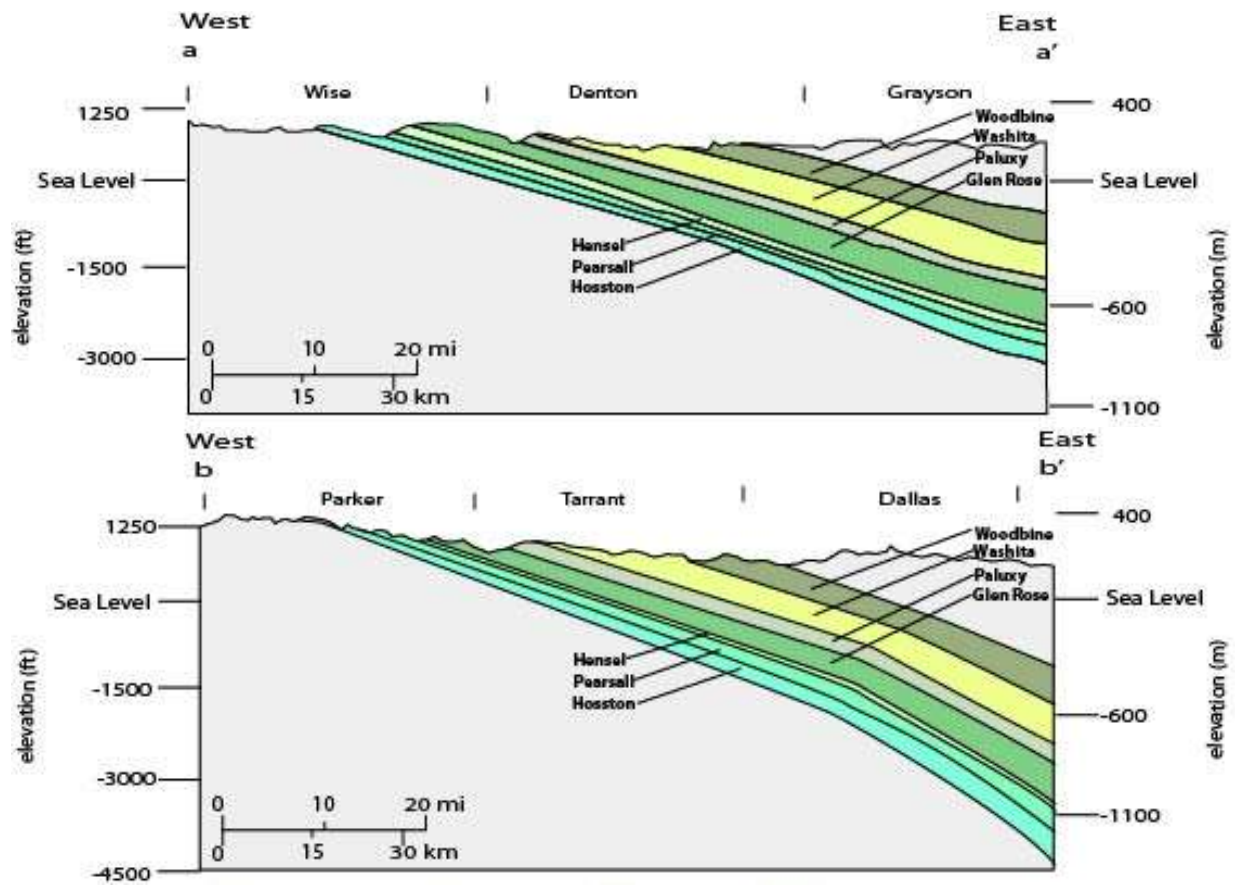 West East
a a′
Wise Denton Grayson
1250 400
Woodbine
Washita
Paluxy
Sea Level Glen Rose Sea Level
Hensel
Pearsall
-1500 Hosston -600
elevation (ft) elevation (m)
0 10 20 mi
-3000
0 15 30 km
-1100
West East
b b′
Parker Tarrant Dallas
1250 400
Woodbine
Washita
Paluxy
Sea Level Glen Rose Sea Level
Hensel
Pearsall
-1500 Hosston -600
elevation (ft) elevation (m)
-3000
0 10 20 mi
-1100
0 15 30 km
-4500